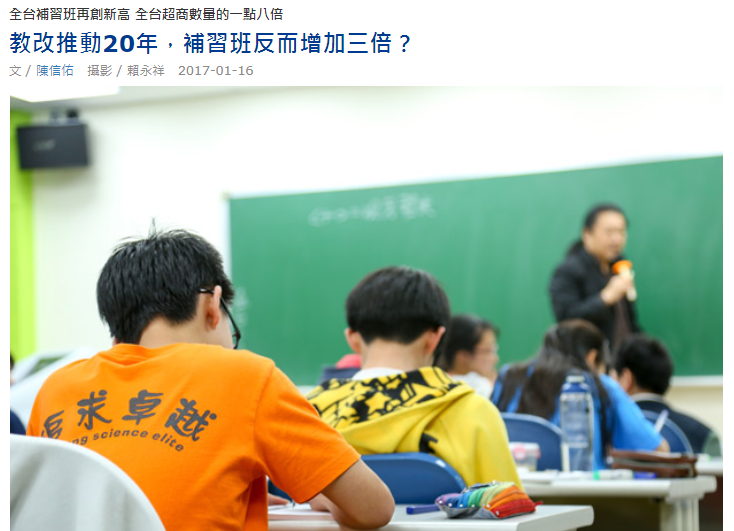 全台補習班再創新高 全台超商數量的一點八倍
教改推動20年，補習班反而增加三倍？
文 / 陳信佑 攝影 / 賴永祥 2017-01-16
追求卓越
ng science elite